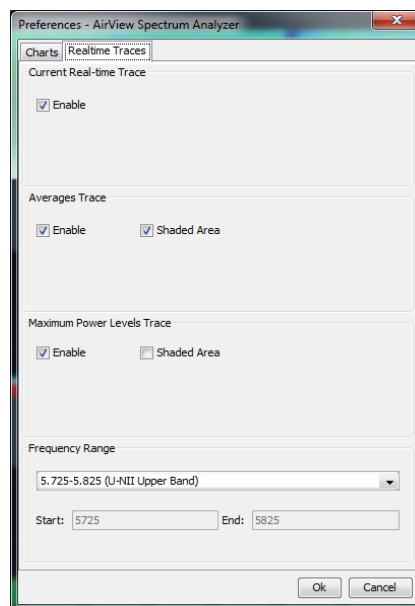 Preferences - AirView Spectrum Analyzer
Charts Realtime Traces
Current Real-time Trace
Enable
Averages Trace
Enable Shaded Area
Maximum Power Levels Trace
Enable Shaded Area
Frequency Range
5.725-5.825 (U-NII Upper Band)
Start: 5725 End: 5825
Ok Cancel